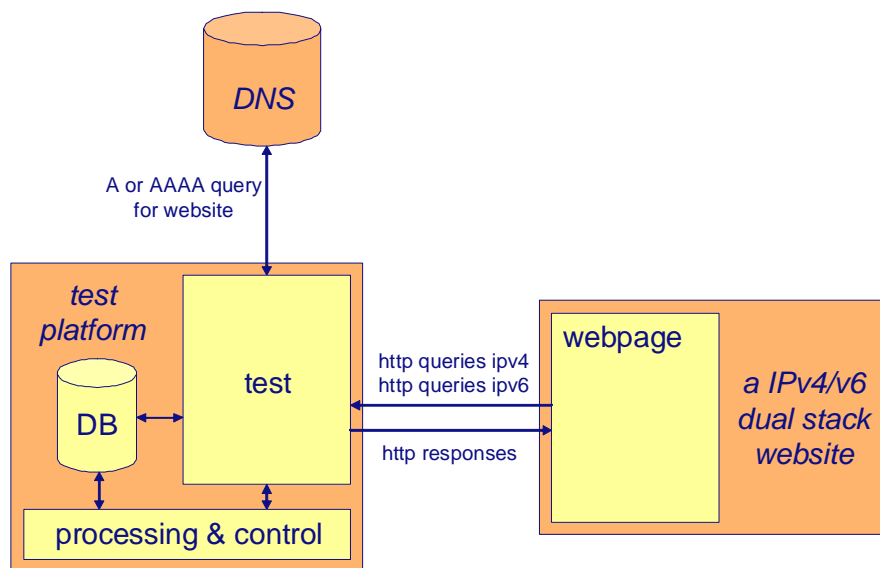 DNS
A or AAAA query
for website
test
platform
DB
test
processing & control
http queries ipv4
http queries ipv6
http responses
webpage
a IPv4/v6
dual stack
website